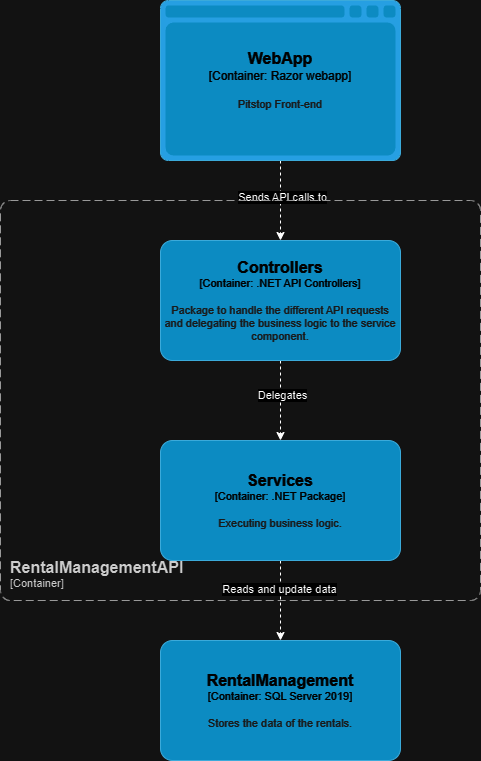 WebApp
[Container: Razor webapp]
Pitstop Front-end
Sends API calls to
Controllers
[Container: .NET API Controllers]
Package to handle the different API requests
and delegating the business logic to the service
component.
Delegates
Services
[Container: .NET Package]
Executing business logic.
RentalManagementAPI
[Container]
Reads and update data
RentalManagement
[Container: SQL Server 2019]
Stores the data of the rentals.